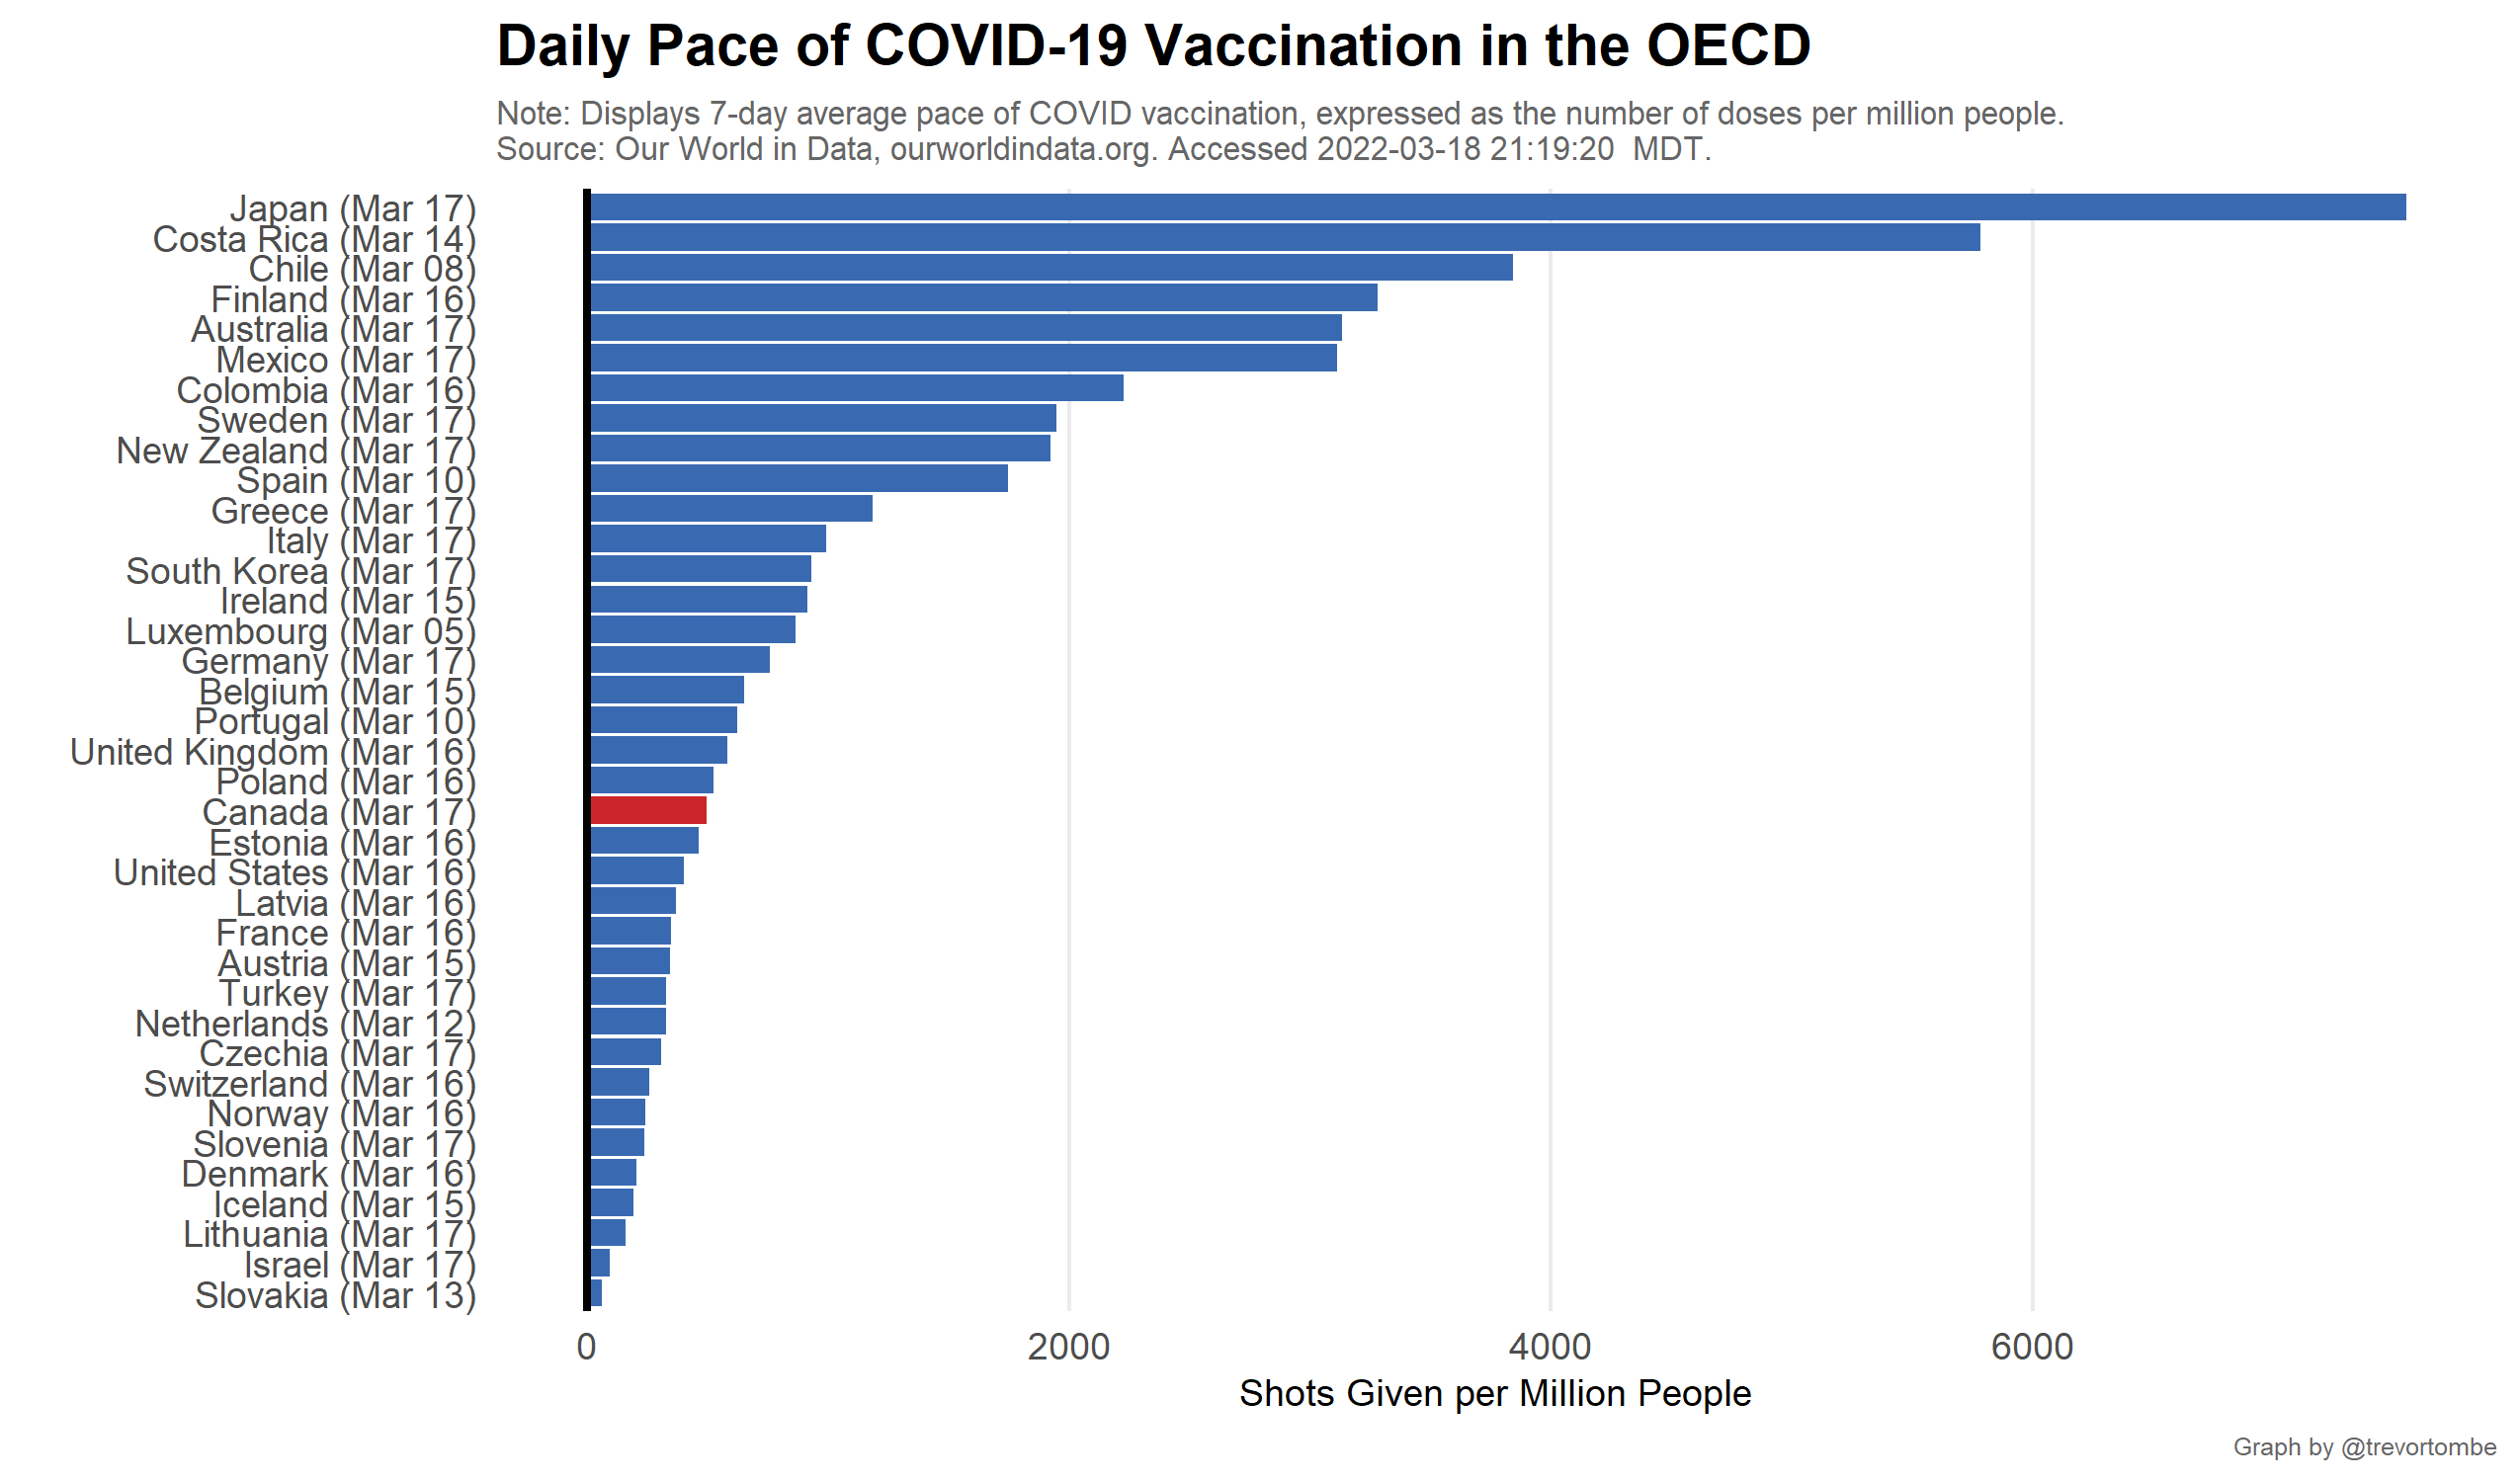 Daily Pace of COVID-19 Vaccination in the OECD
Note: Displays 7-day average pace of COVID vaccination, expressed as the number of doses per million people.
Source: Our World in Data, ourworldindata.org. Accessed 2022-03-18 21:19:20  MDT.
Japan (Mar 17)
Costa Rica (Mar 14)
Chile (Mar 08)
Finland (Mar 16)
Australia (Mar 17)
Mexico (Mar 17)
Colombia (Mar 16)
Sweden (Mar 17)
New Zealand (Mar 17)
Spain (Mar 10)
Greece (Mar 17)
Italy (Mar 17)
South Korea (Mar 17)
Ireland (Mar 15)
Luxembourg (Mar 05)
Germany (Mar 17)
Belgium (Mar 15)
Portugal (Mar 10)
United Kingdom (Mar 16)
Poland (Mar 16)
Canada (Mar 17)
Estonia (Mar 16)
United States (Mar 16)
Latvia (Mar 16)
France (Mar 16)
Austria (Mar 15)
Turkey (Mar 17)
Netherlands (Mar 12)
Czechia (Mar 17)
Switzerland (Mar 16)
Norway (Mar 16)
Slovenia (Mar 17)
Denmark (Mar 16)
Iceland (Mar 15)
Lithuania (Mar 17)
Israel (Mar 17)
Slovakia (Mar 13)
0 2000 4000 6000
Shots Given per Million People
Graph by @trevortombe